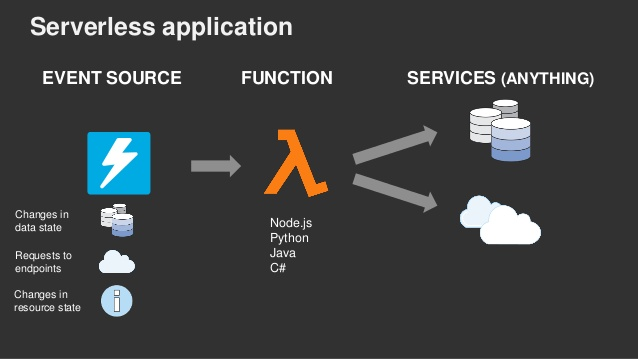 Serverless application
EVENT SOURCE
FUNCTION
SERVICES (ANYTHING)
Changes in
data state
Requests to
endpoints
Changes in
resource state
Node.js
Python
Java
C#